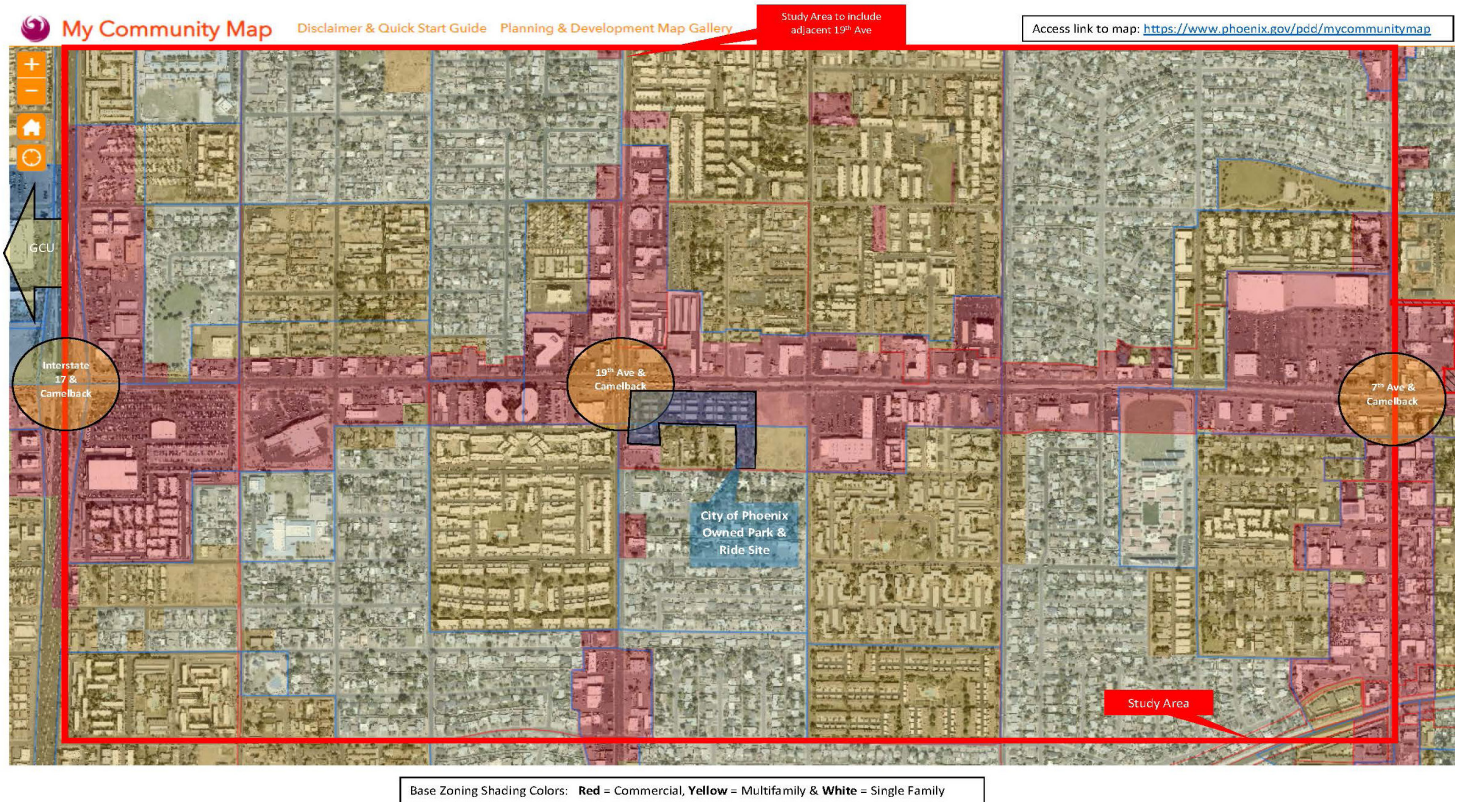 My Community Map
Disclaimer & Quick Start Guide
Planning & Development Map Gallery
Study Area to include
adjacent 19th Ave
Access link to map: https://www.phoenix.gov/pdd/mycommunitymap
+
−
GCU
Interstate
17 &
Camelback
19th Ave &
Camelback
7th Ave &
Camelback
City of Phoenix
Owned Park &
Ride Site
Study Area
Base Zoning Shading Colors: Red = Commercial, Yellow = Multifamily & White = Single Family